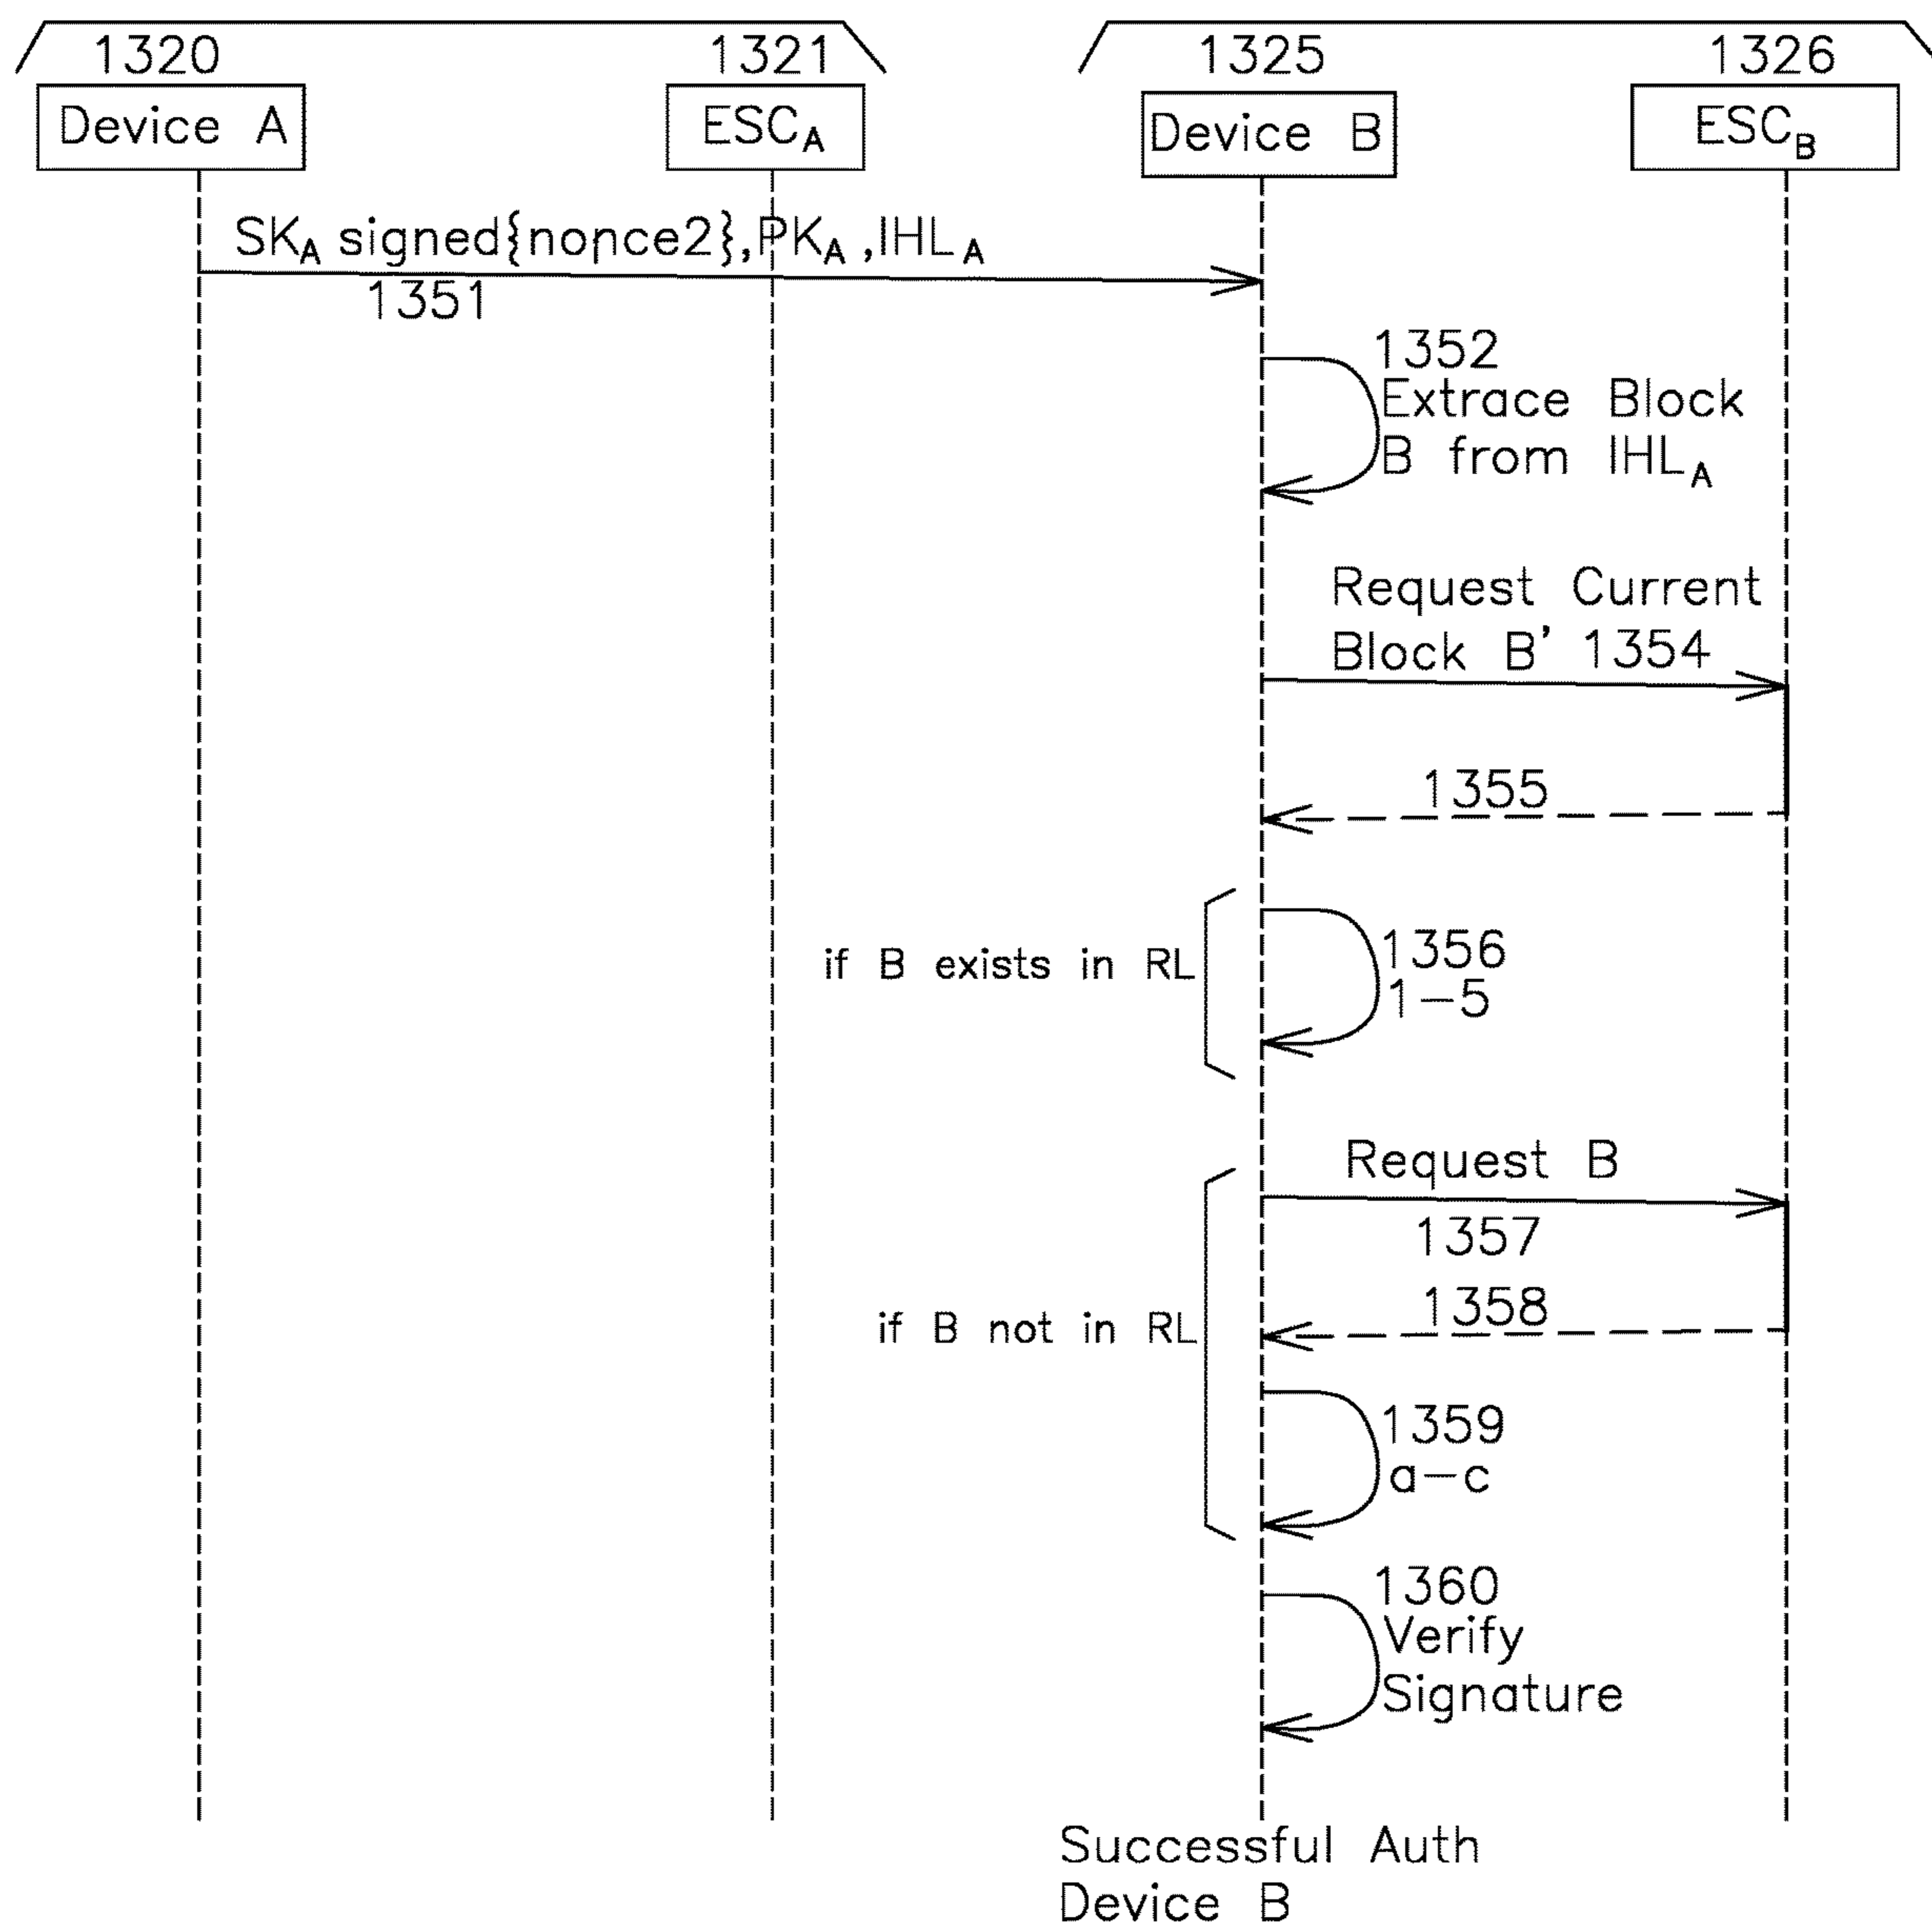 1320
1321
1325
1326
Device A
ESCA
Device B
ESCB
SKA signed{nonce2},PKA ,IHLA
1351
1352
Extrace Block
B from IHLA
Request Current
Block B' 1354
1355
if B exists in RL
1356
1-5
Request B
1357
1358
if B not in RL
1359
a-c
1360
Verify
Signature
Successful Auth
Device B